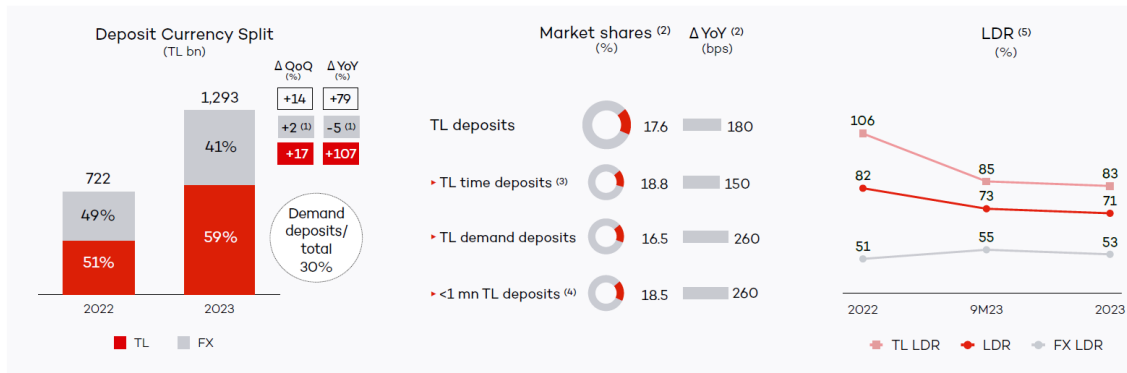 Deposit Currency Split
(TL bn)
Δ QoQ
(%)
Δ YoY
(%)
+14
+79
+2 (1)
-5 (1)
+17
+107
1,293
41%
59%
722
49%
51%
Demand
deposits/
total
30%
2022
2023
TL
FX
Market shares (2)
(%)
Δ YoY (2)
(bps)
TL deposits
17.6
180
TL time deposits (3)
18.8
150
TL demand deposits
16.5
260
<1 mn TL deposits (4)
18.5
260
LDR (5)
(%)
106
85
83
82
73
71
51
55
53
2022
9M23
2023
TL LDR
LDR
FX LDR